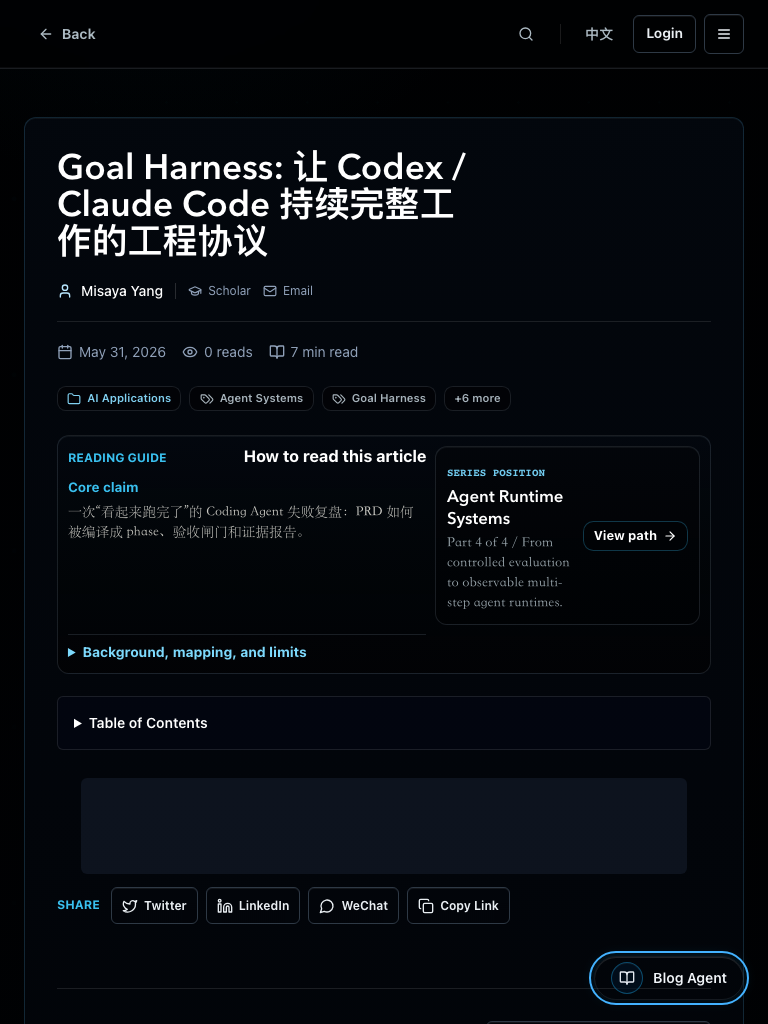 Back
中文
Login
Goal Harness: 让 Codex /
Claude Code 持续完整工
作的工程协议
Misaya Yang
Scholar
Email
May 31, 2026
0 reads
7 min read
AI Applications
Agent Systems
Goal Harness
+6 more
READING GUIDE
How to read this article
Core claim
一次“看起来跑完了”的 Coding Agent 失败复盘：PRD 如何
被编译成 phase、验收闸门和证据报告。
SERIES POSITION
Agent Runtime
Systems
Part 4 of 4 / From
controlled evaluation
to observable multi-
step agent runtimes.
View path
Background, mapping, and limits
Table of Contents
SHARE
Twitter
LinkedIn
WeChat
Copy Link
Blog Agent